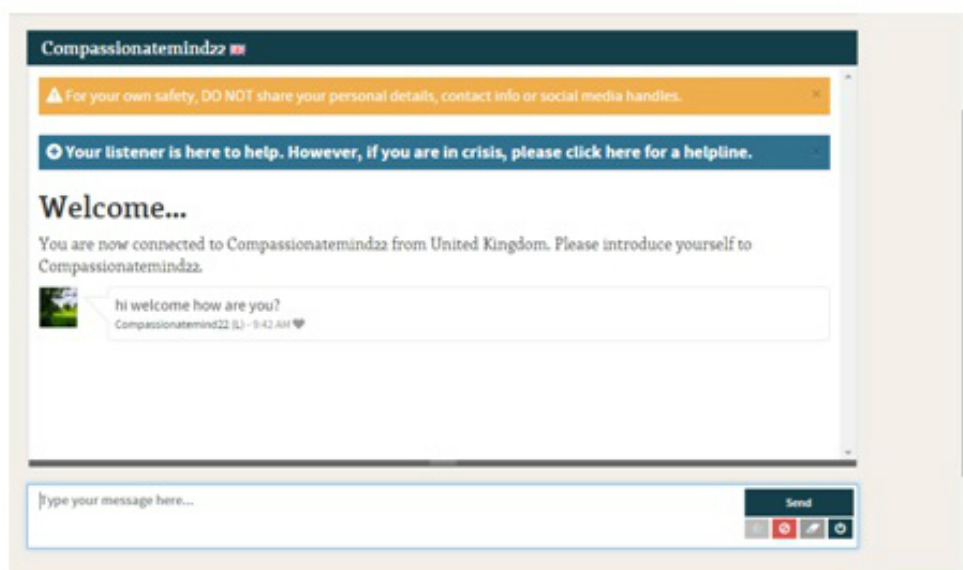 Compassionatemind22
For your own safety, DO NOT share your personal details, contact info or social media handles.
Your listener is here to help. However, if you are in crisis, please click here for a helpline.
Welcome...
You are now connected to Compassionatemind22 from United Kingdom. Please introduce yourself to
Compassionatemind22.
hi welcome how are you?
Compassionatemind22 (L) - 9:42 AM
Type your message here...
Send